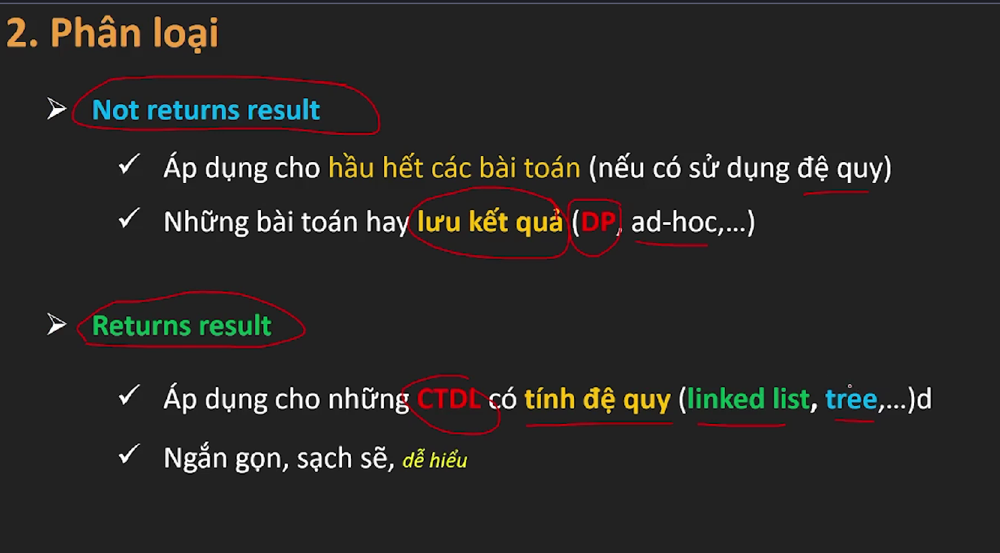 2. Phân loại
Not returns result
Áp dụng cho hầu hết các bài toán (nếu có sử dụng đệ quy)
Những bài toán hay lưu kết quả (DP, ad-hoc,...)
Returns result
Áp dụng cho những CTDL có tính đệ quy (linked list, tree,...)d
Ngắn gọn, sạch sẽ, dễ hiểu